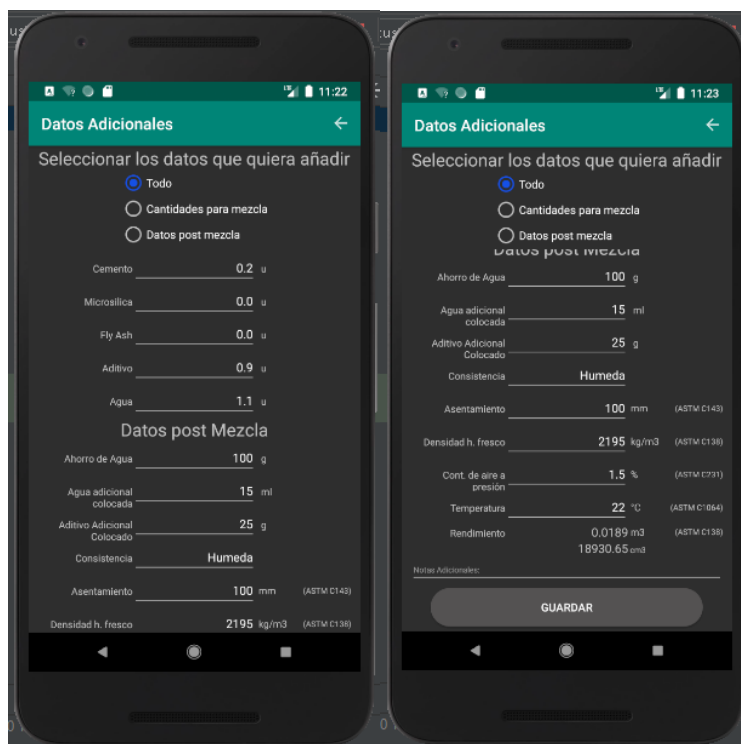 11:22
Datos Adicionales
Seleccionar los datos que quiera añadir
Todo
Cantidades para mezcla
Datos post mezcla
Cemento 0.2 u
Microsílica 0.0 u
Fly Ash 0.0 u
Aditivo 0.9 u
Agua 1.1 u
Datos post Mezcla
Ahorro de Agua 100 g
Agua adicional colocada 15 ml
Aditivo Adicional Colocado 25 g
Consistencia Humeda
Asentamiento 100 mm (ASTM C143)
Densidad h. fresco 2195 kg/m3 (ASTM C138)
11:23
Datos Adicionales
Seleccionar los datos que quiera añadir
Todo
Cantidades para mezcla
Datos post mezcla
Datos post Mezcla
Ahorro de Agua 100 g
Agua adicional colocada 15 ml
Aditivo Adicional Colocado 25 g
Consistencia Humeda
Asentamiento 100 mm (ASTM C143)
Densidad h. fresco 2195 kg/m3 (ASTM C138)
Cont. de aire a presión 1.5 % (ASTM C231)
Temperatura 22 °C (ASTM C1064)
Rendimiento 0.0189 m3 (ASTM C138)
18930.65 cm3
Notas Adicionales:
GUARDAR